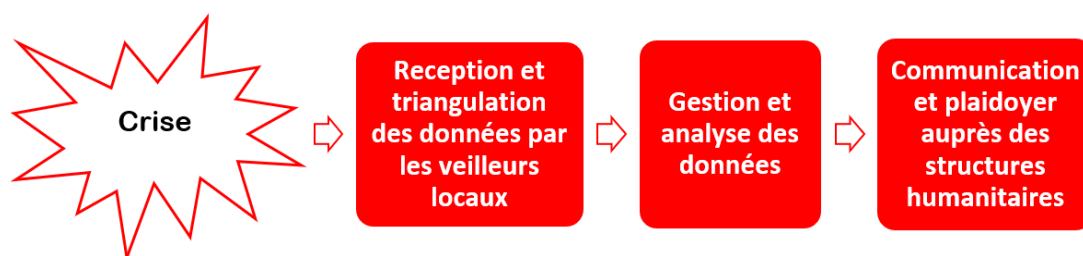 Crise
Reception et
triangulation
des données par
les veilleurs
locaux
Gestion et
analyse des
données
Communication
et plaidoyer
auprès des
structures
humanitaires